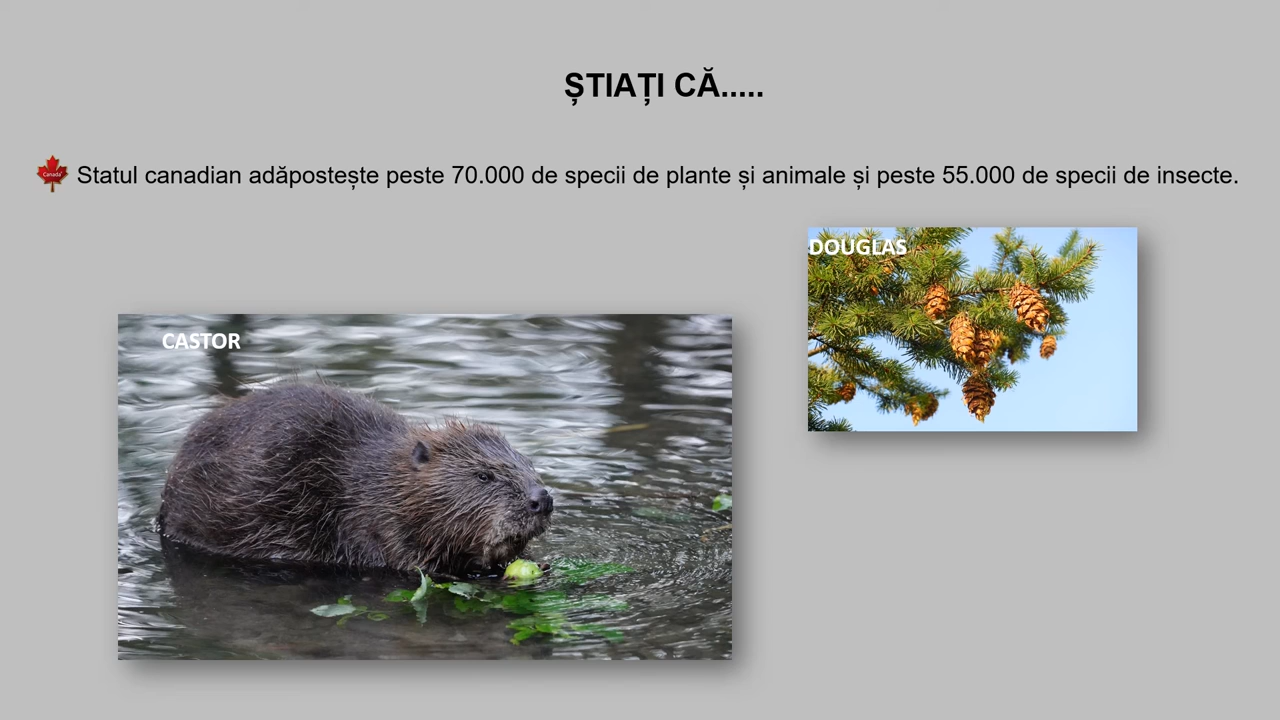 ȘTIAȚI CĂ.....
Canada
Statul canadian adăpostește peste 70.000 de specii de plante și animale și peste 55.000 de specii de insecte.
DOUGLAS
CASTOR